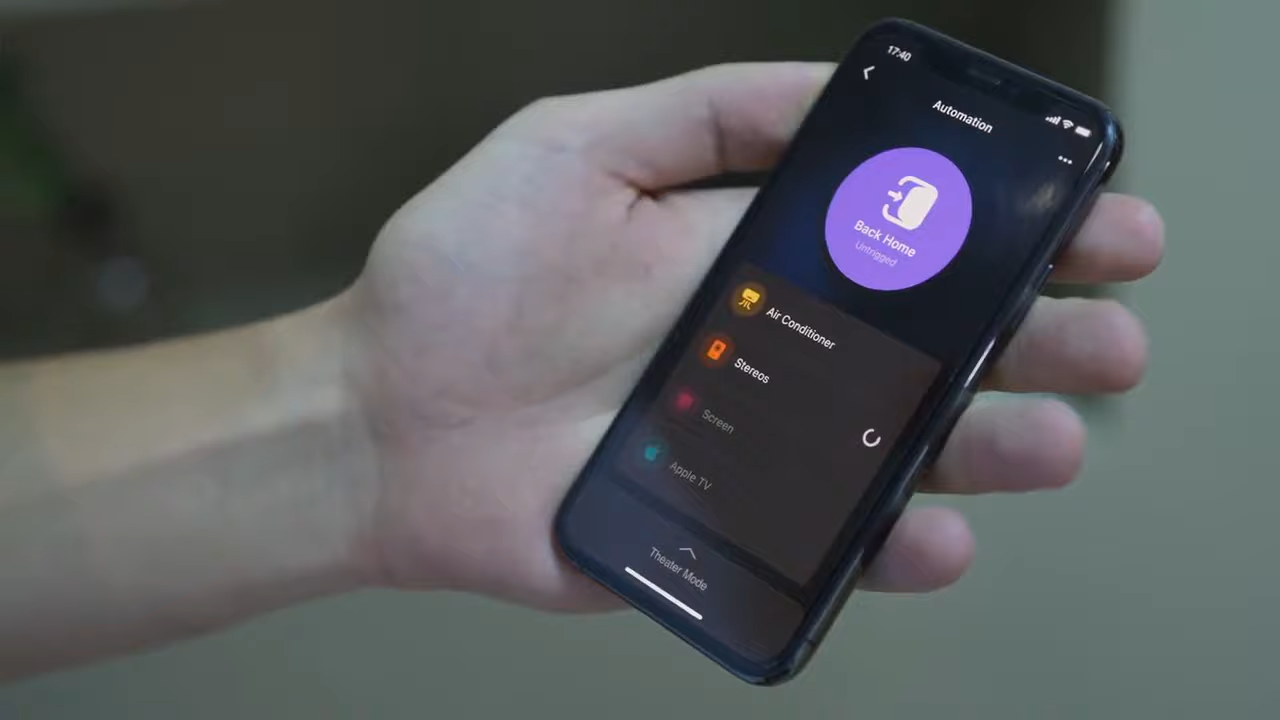 17:40
Automation
Back Home
Untrigged
Air Conditioner
Stereos
Screen
Apple TV
Theater Mode